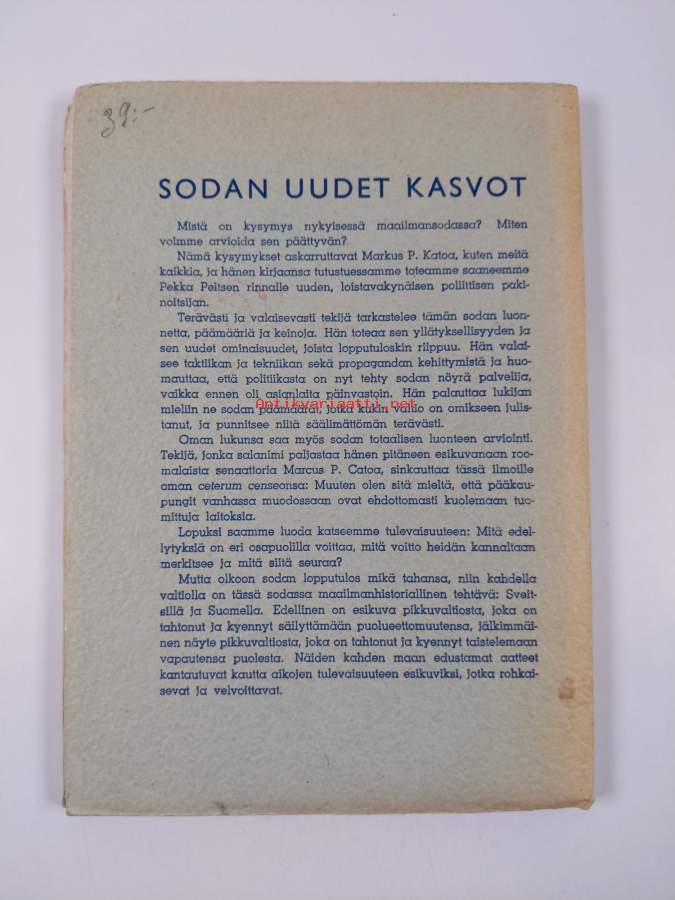 39:-
SODAN UUDET KASVOT
Mistä on kysymys nykyisessä maailmansodassa? Miten
voimme arvioida sen päättyvän?
Nämä kysymykset askarruttavat Markus P. Katoa, kuten meitä
kaikkia, ja hänen kirjaansa tutustuessamme toteamme saaneemme
Pekka Peitsen rinnalle uuden, loistavakynäisen poliittisen paki-
noitsijan.
Terävästi ja valaisevasti tekijä tarkastelee tämän sodan luon-
netta, päämääriä ja keinoja. Hän toteaa sen yllätyksellisyyden ja
sen uudet ominaisuudet, joista lopputuloskin riippuu. Hän valai-
see taktiikan ja tekniikan sekä propagandan kehittymistä ja huo-
mauttaa, että politiikasta on nyt tehty sodan nöyrä palvelija,
vaikka ennen oli asianlaita päinvastoin. Hän palauttaa lukijan
Antikvariaatti.net
mieliin ne sodan päämäärät, jotka kukin valtio on omikseen julis-
tanut, ja punnitsee niitä säälimättömän terävästi.
Oman lukunsa saa myös sodan totaalisen luonteen arviointi.
Tekijä, jonka salanimi paljastaa hänen pitäneen esikuvanaan roo-
malaista senaattoria Marcus P. Catoa, sinkauttaa tässä ilmoille
oman ceterum censeonsa: Muuten olen sitä mieltä, että pääkau-
pungit vanhassa muodossaan ovat ehdottomasti kuolemaan tuo-
mittuja laitoksia.
Lopuksi saamme luoda katseemme tulevaisuuteen: Mitä edel-
lytyksiä on eri osapuolilla voittaa, mitä voitto heidän kannaltaan
merkitsee ja mitä siitä seuraa?
Mutta olkoon sodan lopputulos mikä tahansa, niin kahdella
valtiolla on tässä sodassa maailmanhistoriallinen tehtävä: Sveit-
sillä ja Suomella. Edellinen on esikuva pikkuvaltiosta, joka on
tahtonut ja kyennyt säilyttämään puolueettomuutensa, jälkimmäi-
nen näyte pikkuvaltiosta, joka on tahtonut ja kyennyt taistelemaan
vapautensa puolesta. Näiden kahden maan edustamat aatteet
kantautuvat kautta aikojen tulevaisuuteen esikuviksi, jotka rohkai-
sevat ja velvoittavat.